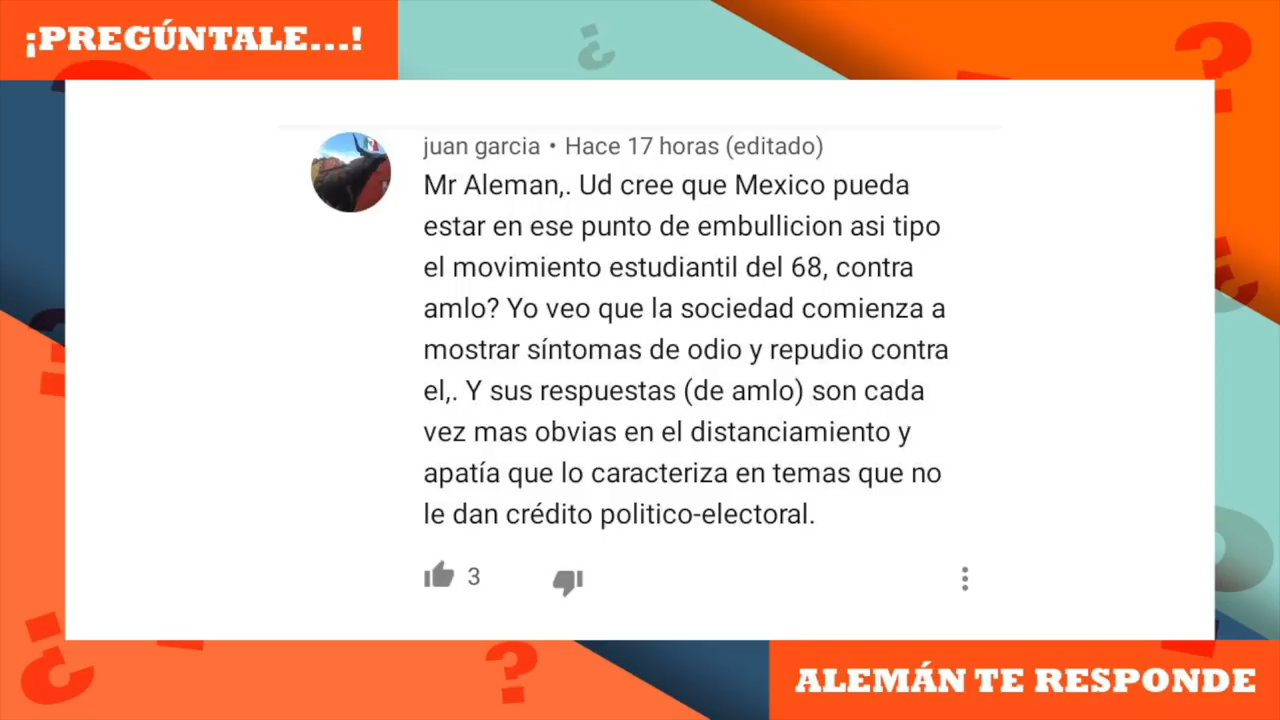 ¡PREGÚNTALE...!
juan garcia • Hace 17 horas (editado)
Mr Aleman,. Ud cree que Mexico pueda
estar en ese punto de embullicion asi tipo
el movimiento estudiantil del 68, contra
amlo? Yo veo que la sociedad comienza a
mostrar síntomas de odio y repudio contra
el,. Y sus respuestas (de amlo) son cada
vez mas obvias en el distanciamiento y
apatía que lo caracteriza en temas que no
le dan crédito politico-electoral.
3
ALEMÁN TE RESPONDE